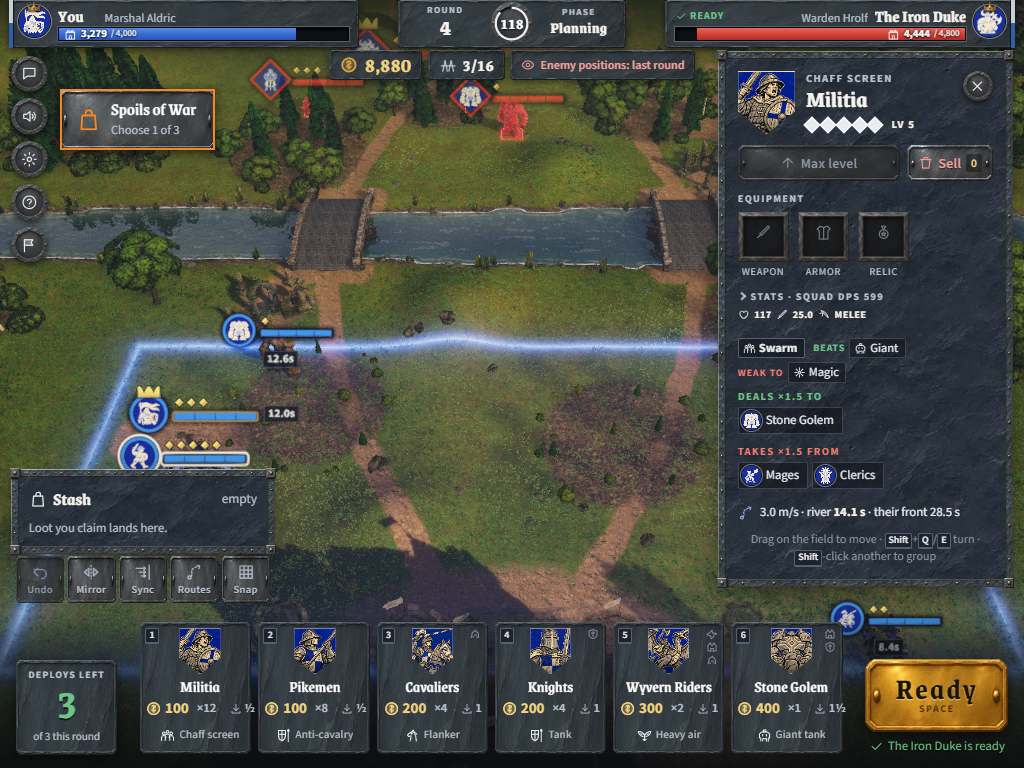 You
Marshal Aldric
3,279 / 4,000
ROUND
4
118
PHASE
Planning
READY
Warden Hrolf The Iron Duke
4,444 / 4,800
8,880
3/16
Enemy positions: last round
Spoils of War
Choose 1 of 3
12.6s
12.0s
8.4s
CHAFF SCREEN
Militia
LV 5
Max level
Sell 0
EQUIPMENT
WEAPON
ARMOR
RELIC
STATS · SQUAD DPS 599
117
25.0
MELEE
Swarm BEATS Giant
WEAK TO Magic
DEALS ×1.5 TO
Stone Golem
TAKES ×1.5 FROM
Mages
Clerics
3.0 m/s · river 14.1 s · their front 28.5 s
Drag on the field to move · Shift + Q / E turn ·
Shift-click another to group
Stash
empty
Loot you claim lands here.
Undo
Mirror
Sync
Routes
Snap
DEPLOYS LEFT
3
of 3 this round
1
Militia
100 ×12 ½
Chaff screen
2
Pikemen
100 ×8 ½
Anti-cavalry
3
Cavaliers
200 ×4 1
Flanker
4
Knights
200 ×4 1
Tank
5
Wyvern Riders
300 ×2 1
Heavy air
6
Stone Golem
400 ×1 1½
Giant tank
Ready
SPACE
The Iron Duke is ready